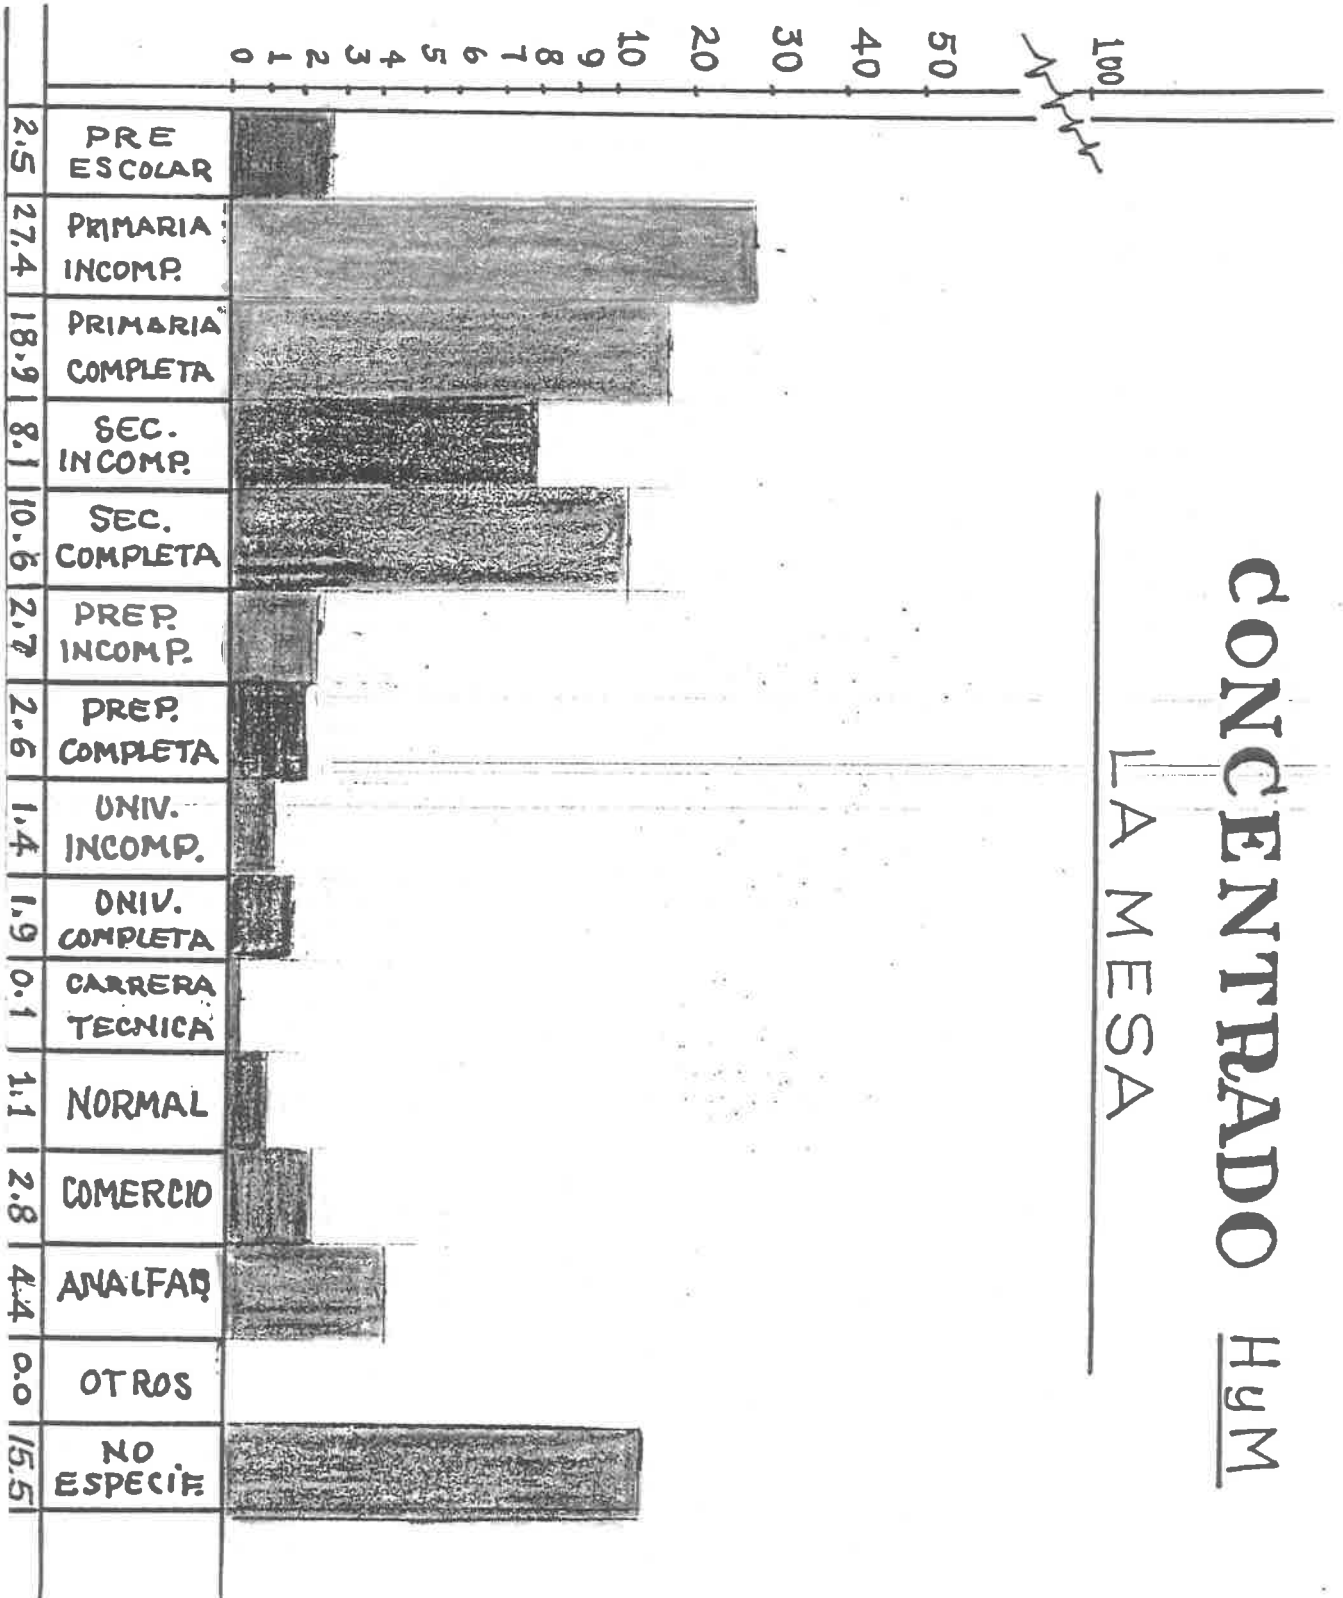 CONCENTRADO HyM
LA MESA
100
50
40
30
20
10
9
8
7
6
5
4
3
2
1
0
PRE
ESCOLAR
2.5
PRIMARIA
INCOMP.
27.4
PRIMARIA
COMPLETA
18.9
SEC.
INCOMP.
8.1
SEC.
COMPLETA
10.6
PREP.
INCOMP.
2.7
PREP.
COMPLETA
2.6
UNIV.
INCOMP.
1.4
UNIV.
COMPLETA
1.9
CARRERA
TECNICA
0.1
NORMAL
1.1
COMERCIO
2.8
ANALFAB
4.4
OTROS
0.0
NO
ESPECIF.
15.5